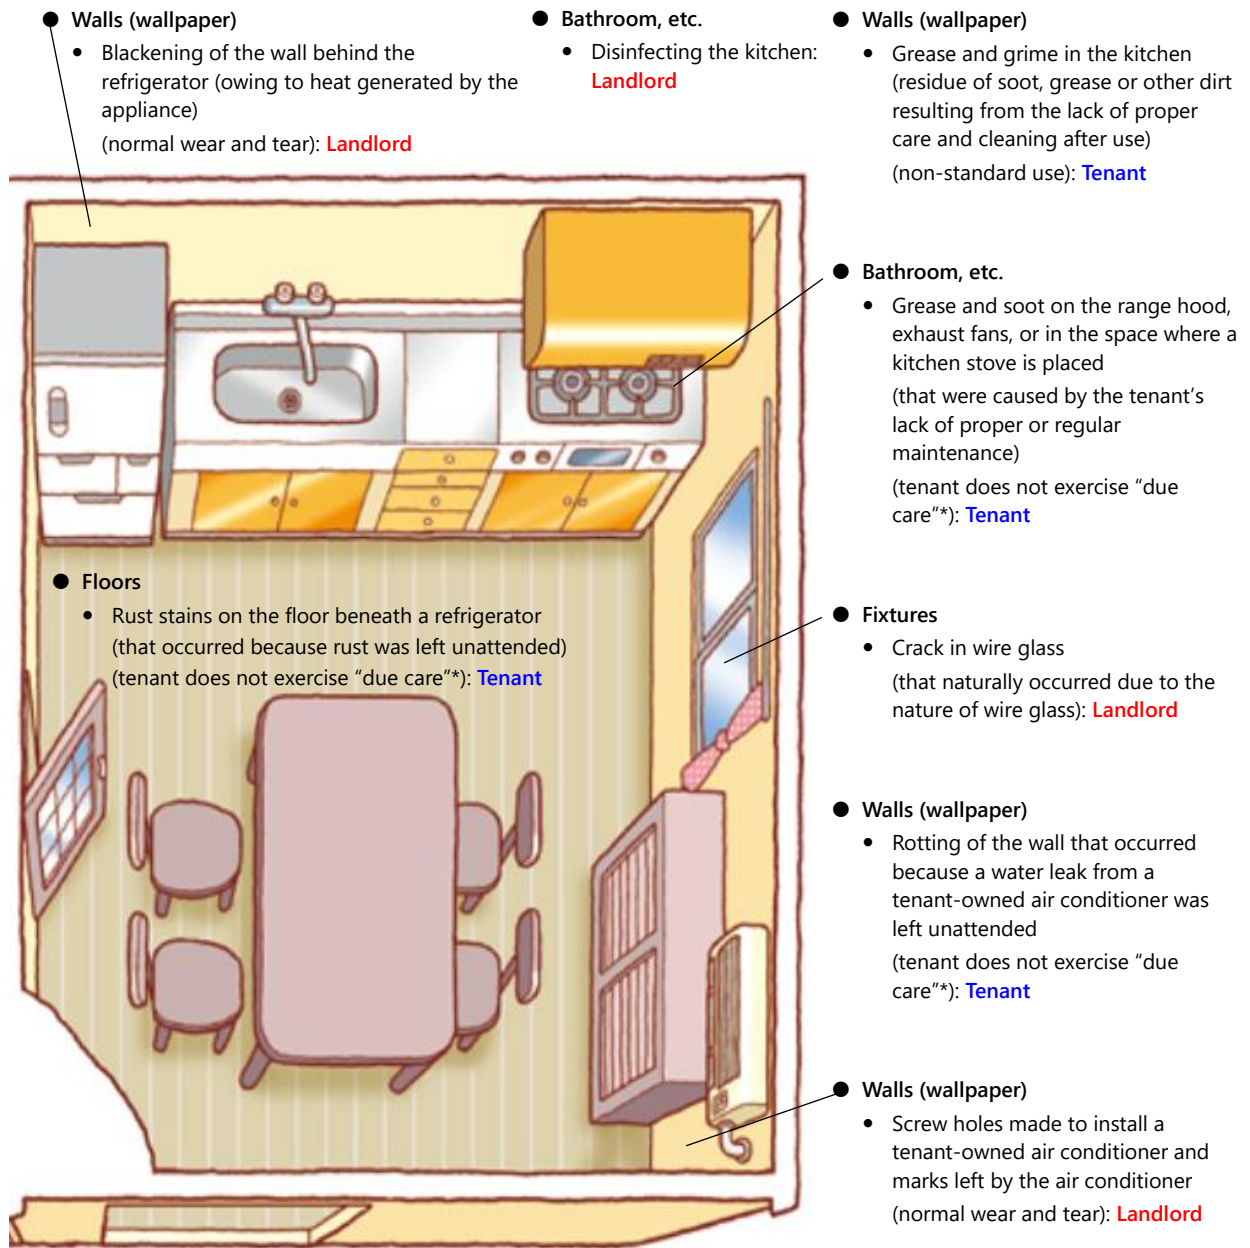 ● Walls (wallpaper)
• Blackening of the wall behind the
refrigerator (owing to heat generated by the
appliance)
(normal wear and tear): Landlord
● Bathroom, etc.
• Disinfecting the kitchen:
Landlord
● Walls (wallpaper)
• Grease and grime in the kitchen
(residue of soot, grease or other dirt
resulting from the lack of proper
care and cleaning after use)
(non-standard use): Tenant
● Bathroom, etc.
• Grease and soot on the range hood,
exhaust fans, or in the space where a
kitchen stove is placed
(that were caused by the tenant’s
lack of proper or regular
maintenance)
(tenant does not exercise “due
care”*): Tenant
● Floors
• Rust stains on the floor beneath a refrigerator
(that occurred because rust was left unattended)
(tenant does not exercise “due care”*): Tenant
● Fixtures
• Crack in wire glass
(that naturally occurred due to the
nature of wire glass): Landlord
● Walls (wallpaper)
• Rotting of the wall that occurred
because a water leak from a
tenant-owned air conditioner was
left unattended
(tenant does not exercise “due
care”*): Tenant
● Walls (wallpaper)
• Screw holes made to install a
tenant-owned air conditioner and
marks left by the air conditioner
(normal wear and tear): Landlord